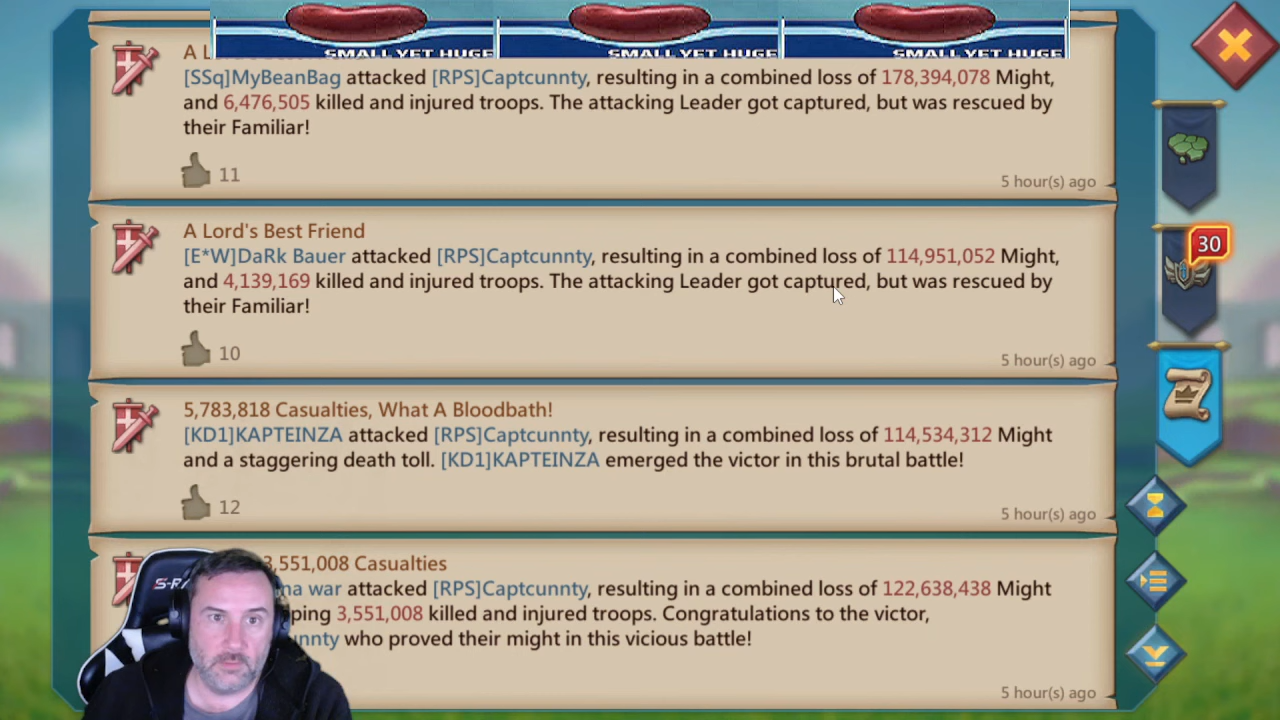 SMALL YET HUGE SMALL YET HUGE SMALL YET HUGE
[SSq]MyBeanBag attacked [RPS]Captcunnty, resulting in a combined loss of 178,394,078 Might,
and 6,476,505 killed and injured troops. The attacking Leader got captured, but was rescued by
their Familiar!
11
5 hour(s) ago
A Lord's Best Friend
[E*W]DaRk Bauer attacked [RPS]Captcunnty, resulting in a combined loss of 114,951,052 Might,
and 4,139,169 killed and injured troops. The attacking Leader got captured, but was rescued by
their Familiar!
10
5 hour(s) ago
30
5,783,818 Casualties, What A Bloodbath!
[KD1]KAPTEINZA attacked [RPS]Captcunnty, resulting in a combined loss of 114,534,312 Might
and a staggering death toll. [KD1]KAPTEINZA emerged the victor in this brutal battle!
12
5 hour(s) ago
3,551,008 Casualties
war attacked [RPS]Captcunnty, resulting in a combined loss of 122,638,438 Might
3,551,008 killed and injured troops. Congratulations to the victor,
who proved their might in this vicious battle!
5 hour(s) ago